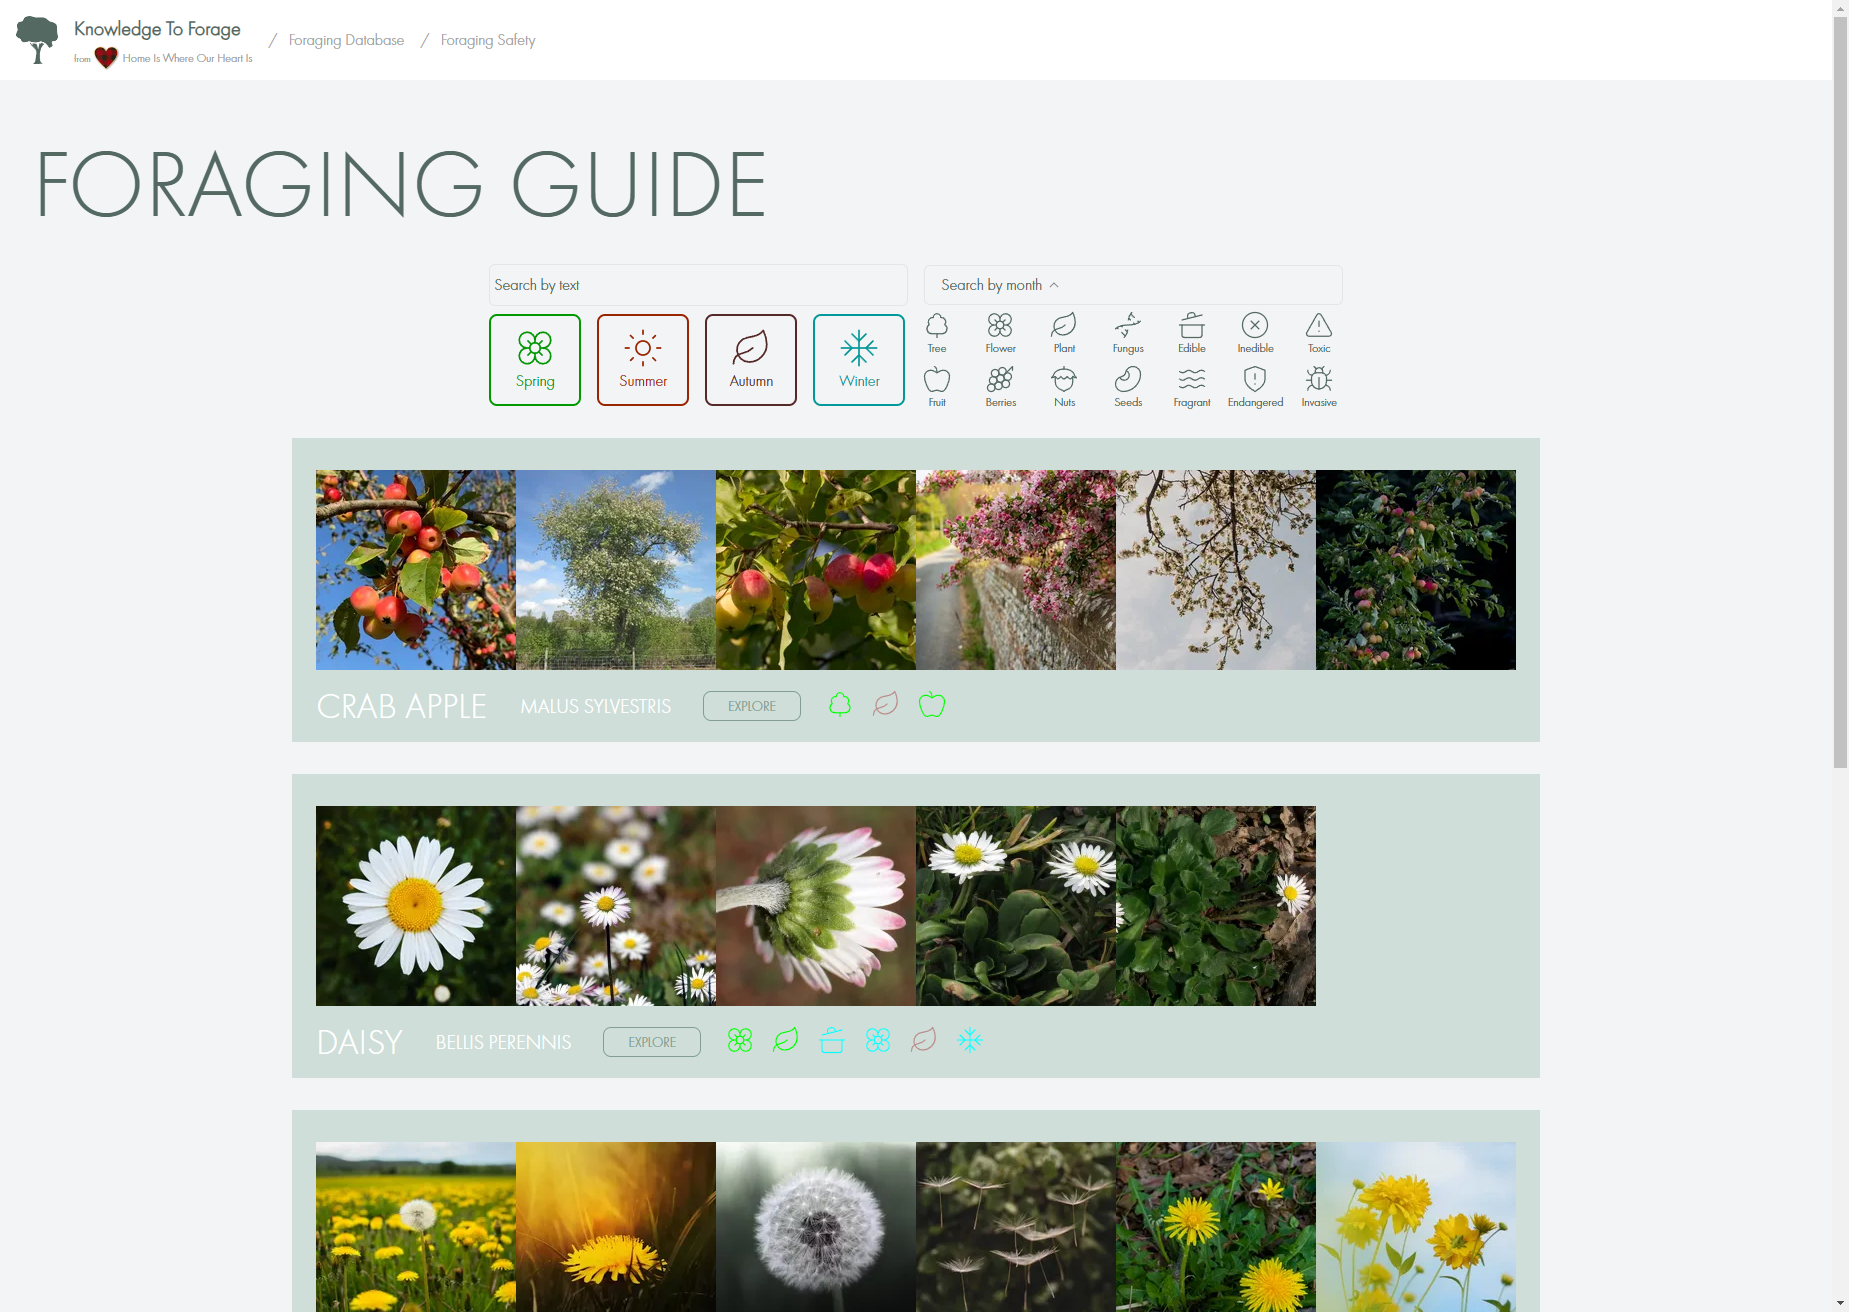 Knowledge To Forage
from Home Is Where Our Heart Is
/ Foraging Database / Foraging Safety
FORAGING GUIDE
Search by text
Search by month
Spring Summer Autumn Winter
Tree Flower Plant Fungus Edible Inedible Toxic
Fruit Berries Nuts Seeds Fragrant Endangered Invasive
CRAB APPLE MALUS SYLVESTRIS EXPLORE
DAISY BELLIS PERENNIS EXPLORE